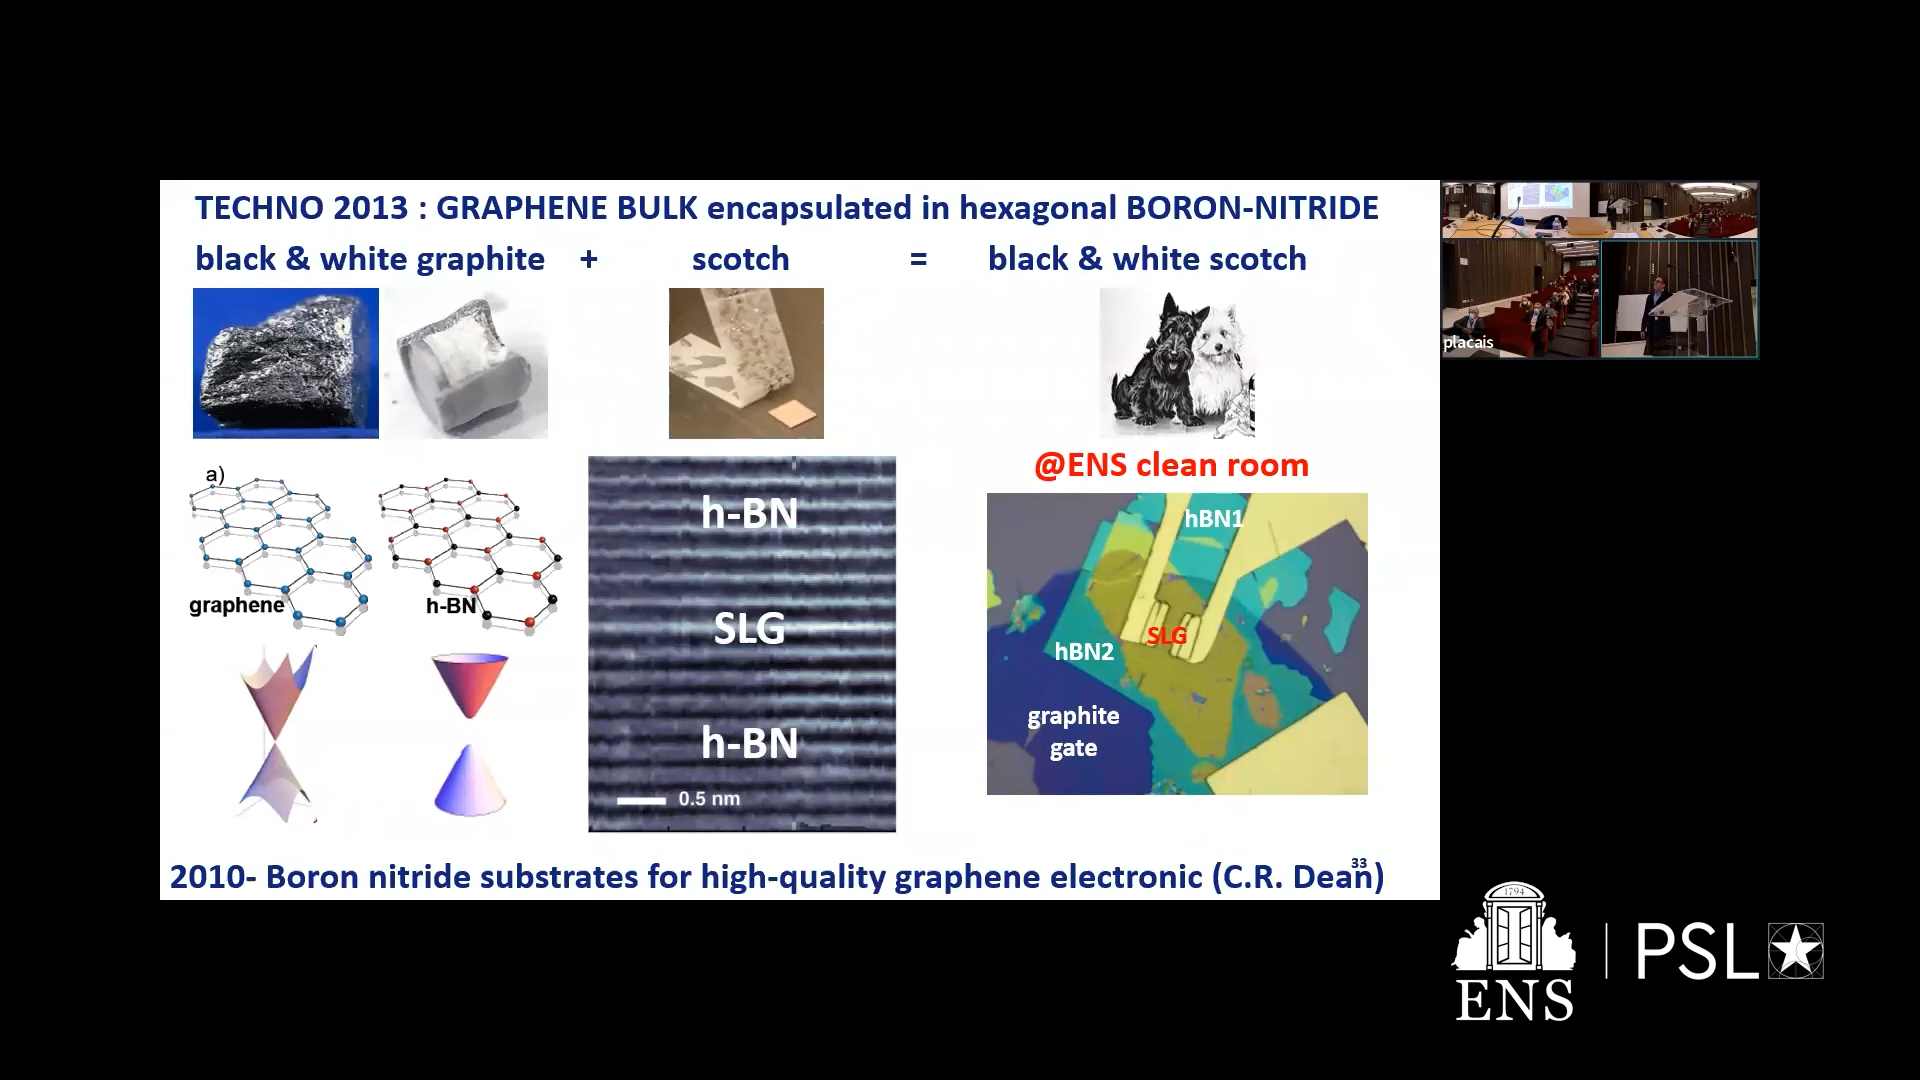 TECHNO 2013 : GRAPHENE BULK encapsulated in hexagonal BORON-NITRIDE
black & white graphite + scotch = black & white scotch
a)
graphene
h-BN
h-BN
SLG
h-BN
0.5 nm
@ENS clean room
hBN1
SLG
hBN2
graphite
gate
2010- Boron nitride substrates for high-quality graphene electronic (C.R. Dean)
33
placais
1794
ENS
PSL